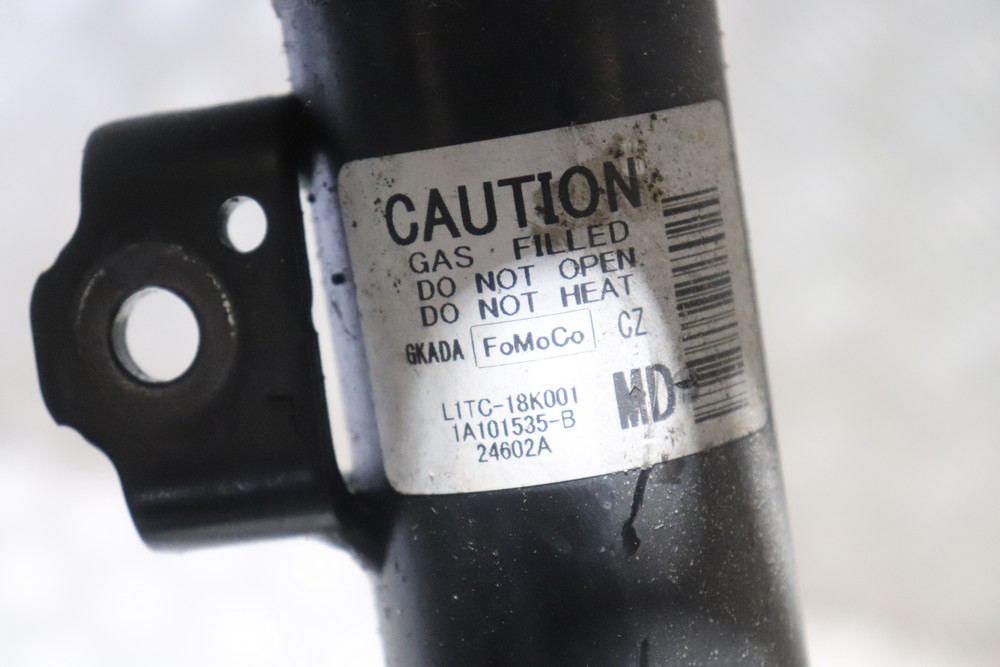 CAUTION
GAS FILLED
DO NOT OPEN
DO NOT HEAT
GKADA FoMoCo CZ
L1TC-18K001 MD
1A101535-B
24602A